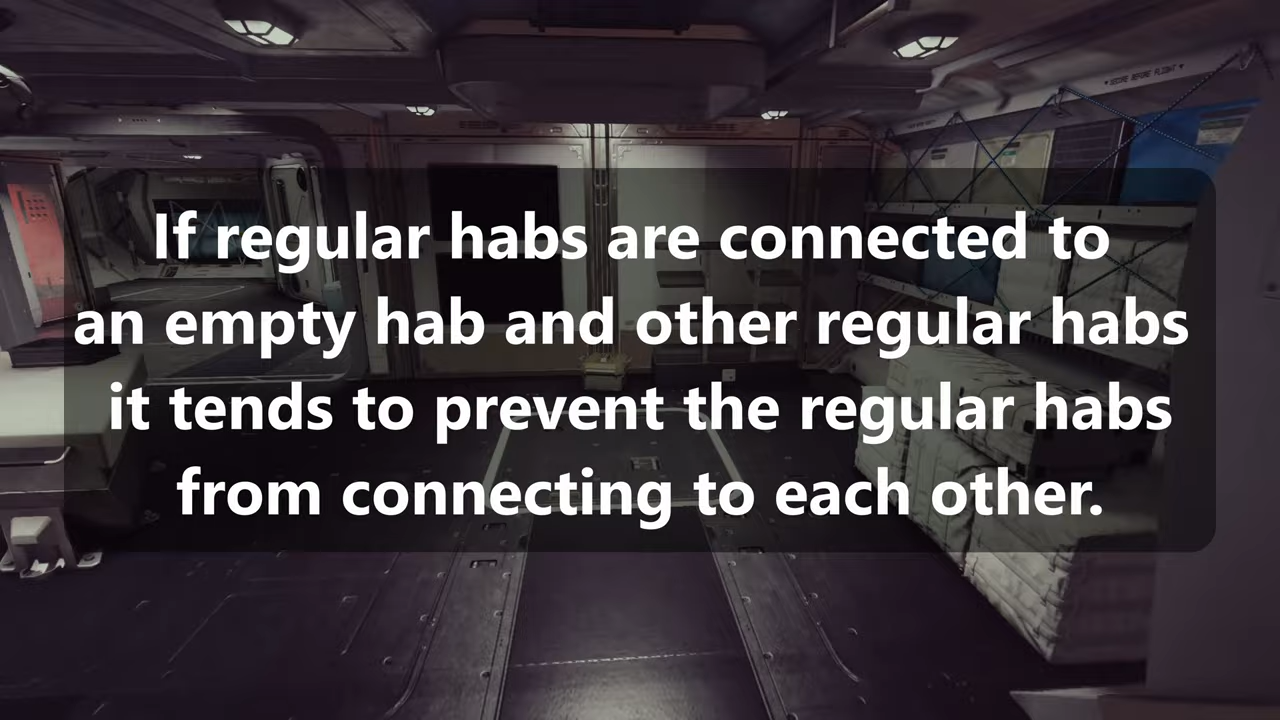 If regular habs are connected to
an empty hab and other regular habs
it tends to prevent the regular habs
from connecting to each other.